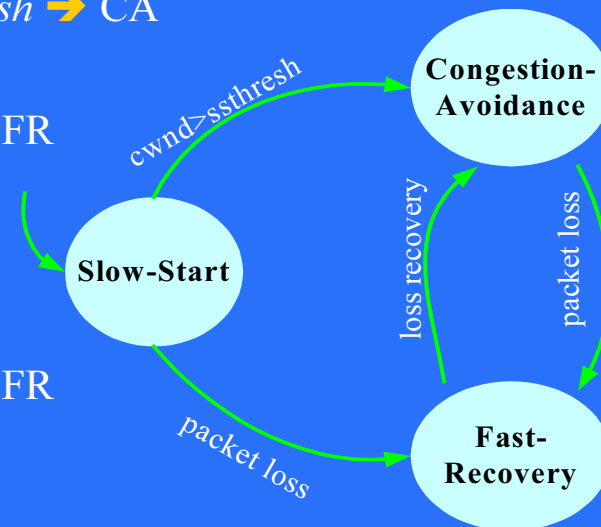 sh ➔ CA
FR
cwnd>ssthresh
Congestion-
Avoidance
Slow-Start
loss recovery
packet loss
FR
packet loss
Fast-
Recovery